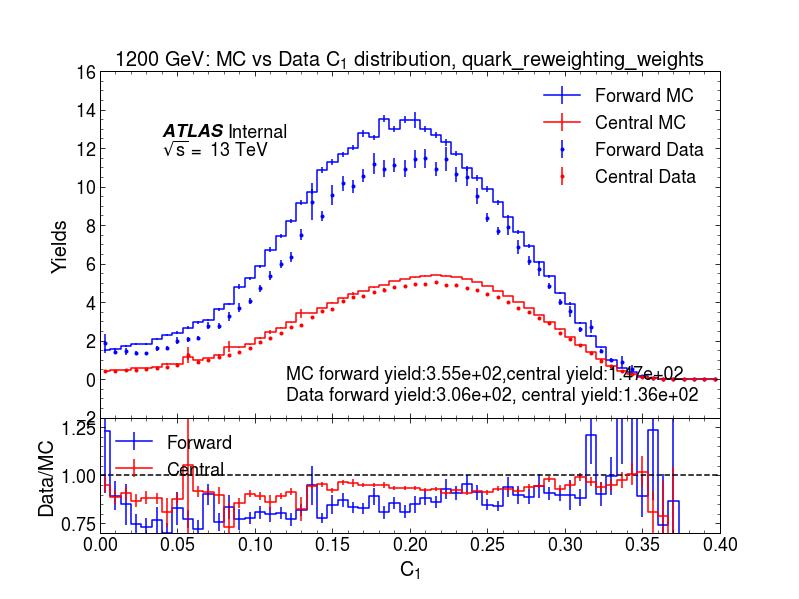 1200 GeV: MC vs Data C1 distribution, quark_reweighting_weights
16
14
12
10
8
6
4
2
0
−2
Yields
ATLAS Internal
√s = 13 TeV
Forward MC
Central MC
Forward Data
Central Data
MC forward yield:3.55e+02,central yield:1.47e+02
Data forward yield:3.06e+02, central yield:1.36e+02
1.25
1.00
0.75
Data/MC
Forward
Central
0.00 0.05 0.10 0.15 0.20 0.25 0.30 0.35 0.40
C1